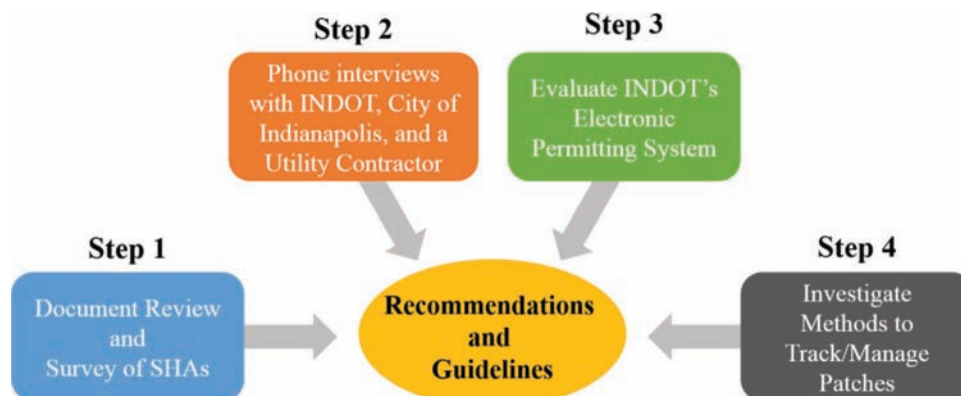 Step 1
Document Review
and
Survey of SHAs
Step 2
Phone interviews
with INDOT, City of
Indianapolis, and a
Utility Contractor
Step 3
Evaluate INDOT's
Electronic
Permitting System
Step 4
Investigate
Methods to
Track/Manage
Patches
Recommendations
and
Guidelines